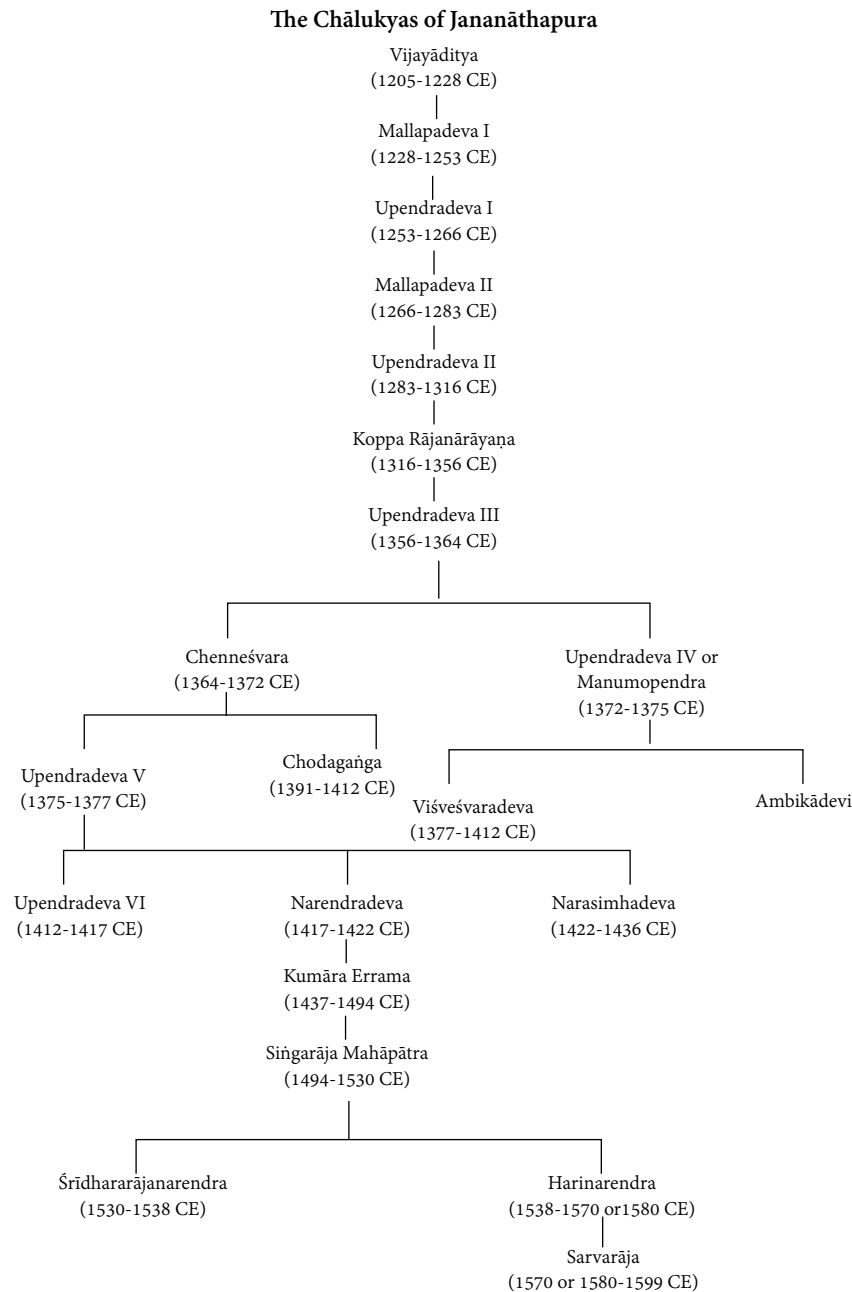 The Chālukyas of Jananāthapura
Vijayāditya
(1205-1228 CE)
Mallapadeva I
(1228-1253 CE)
Upendradeva I
(1253-1266 CE)
Mallapadeva II
(1266-1283 CE)
Upendradeva II
(1283-1316 CE)
Koppa Rājanārāyaṇa
(1316-1356 CE)
Upendradeva III
(1356-1364 CE)
Chenneśvara
(1364-1372 CE)
Upendradeva IV or
Manumopendra
(1372-1375 CE)
Upendradeva V
(1375-1377 CE)
Chodagaṅga
(1391-1412 CE)
Viśveśvaradeva
(1377-1412 CE)
Ambikādevi
Upendradeva VI
(1412-1417 CE)
Narendradeva
(1417-1422 CE)
Narasimhadeva
(1422-1436 CE)
Kumāra Errama
(1437-1494 CE)
Siṅgarāja Mahāpātra
(1494-1530 CE)
Śrīdhararājanarendra
(1530-1538 CE)
Harinarendra
(1538-1570 or1580 CE)
Sarvarāja
(1570 or 1580-1599 CE)